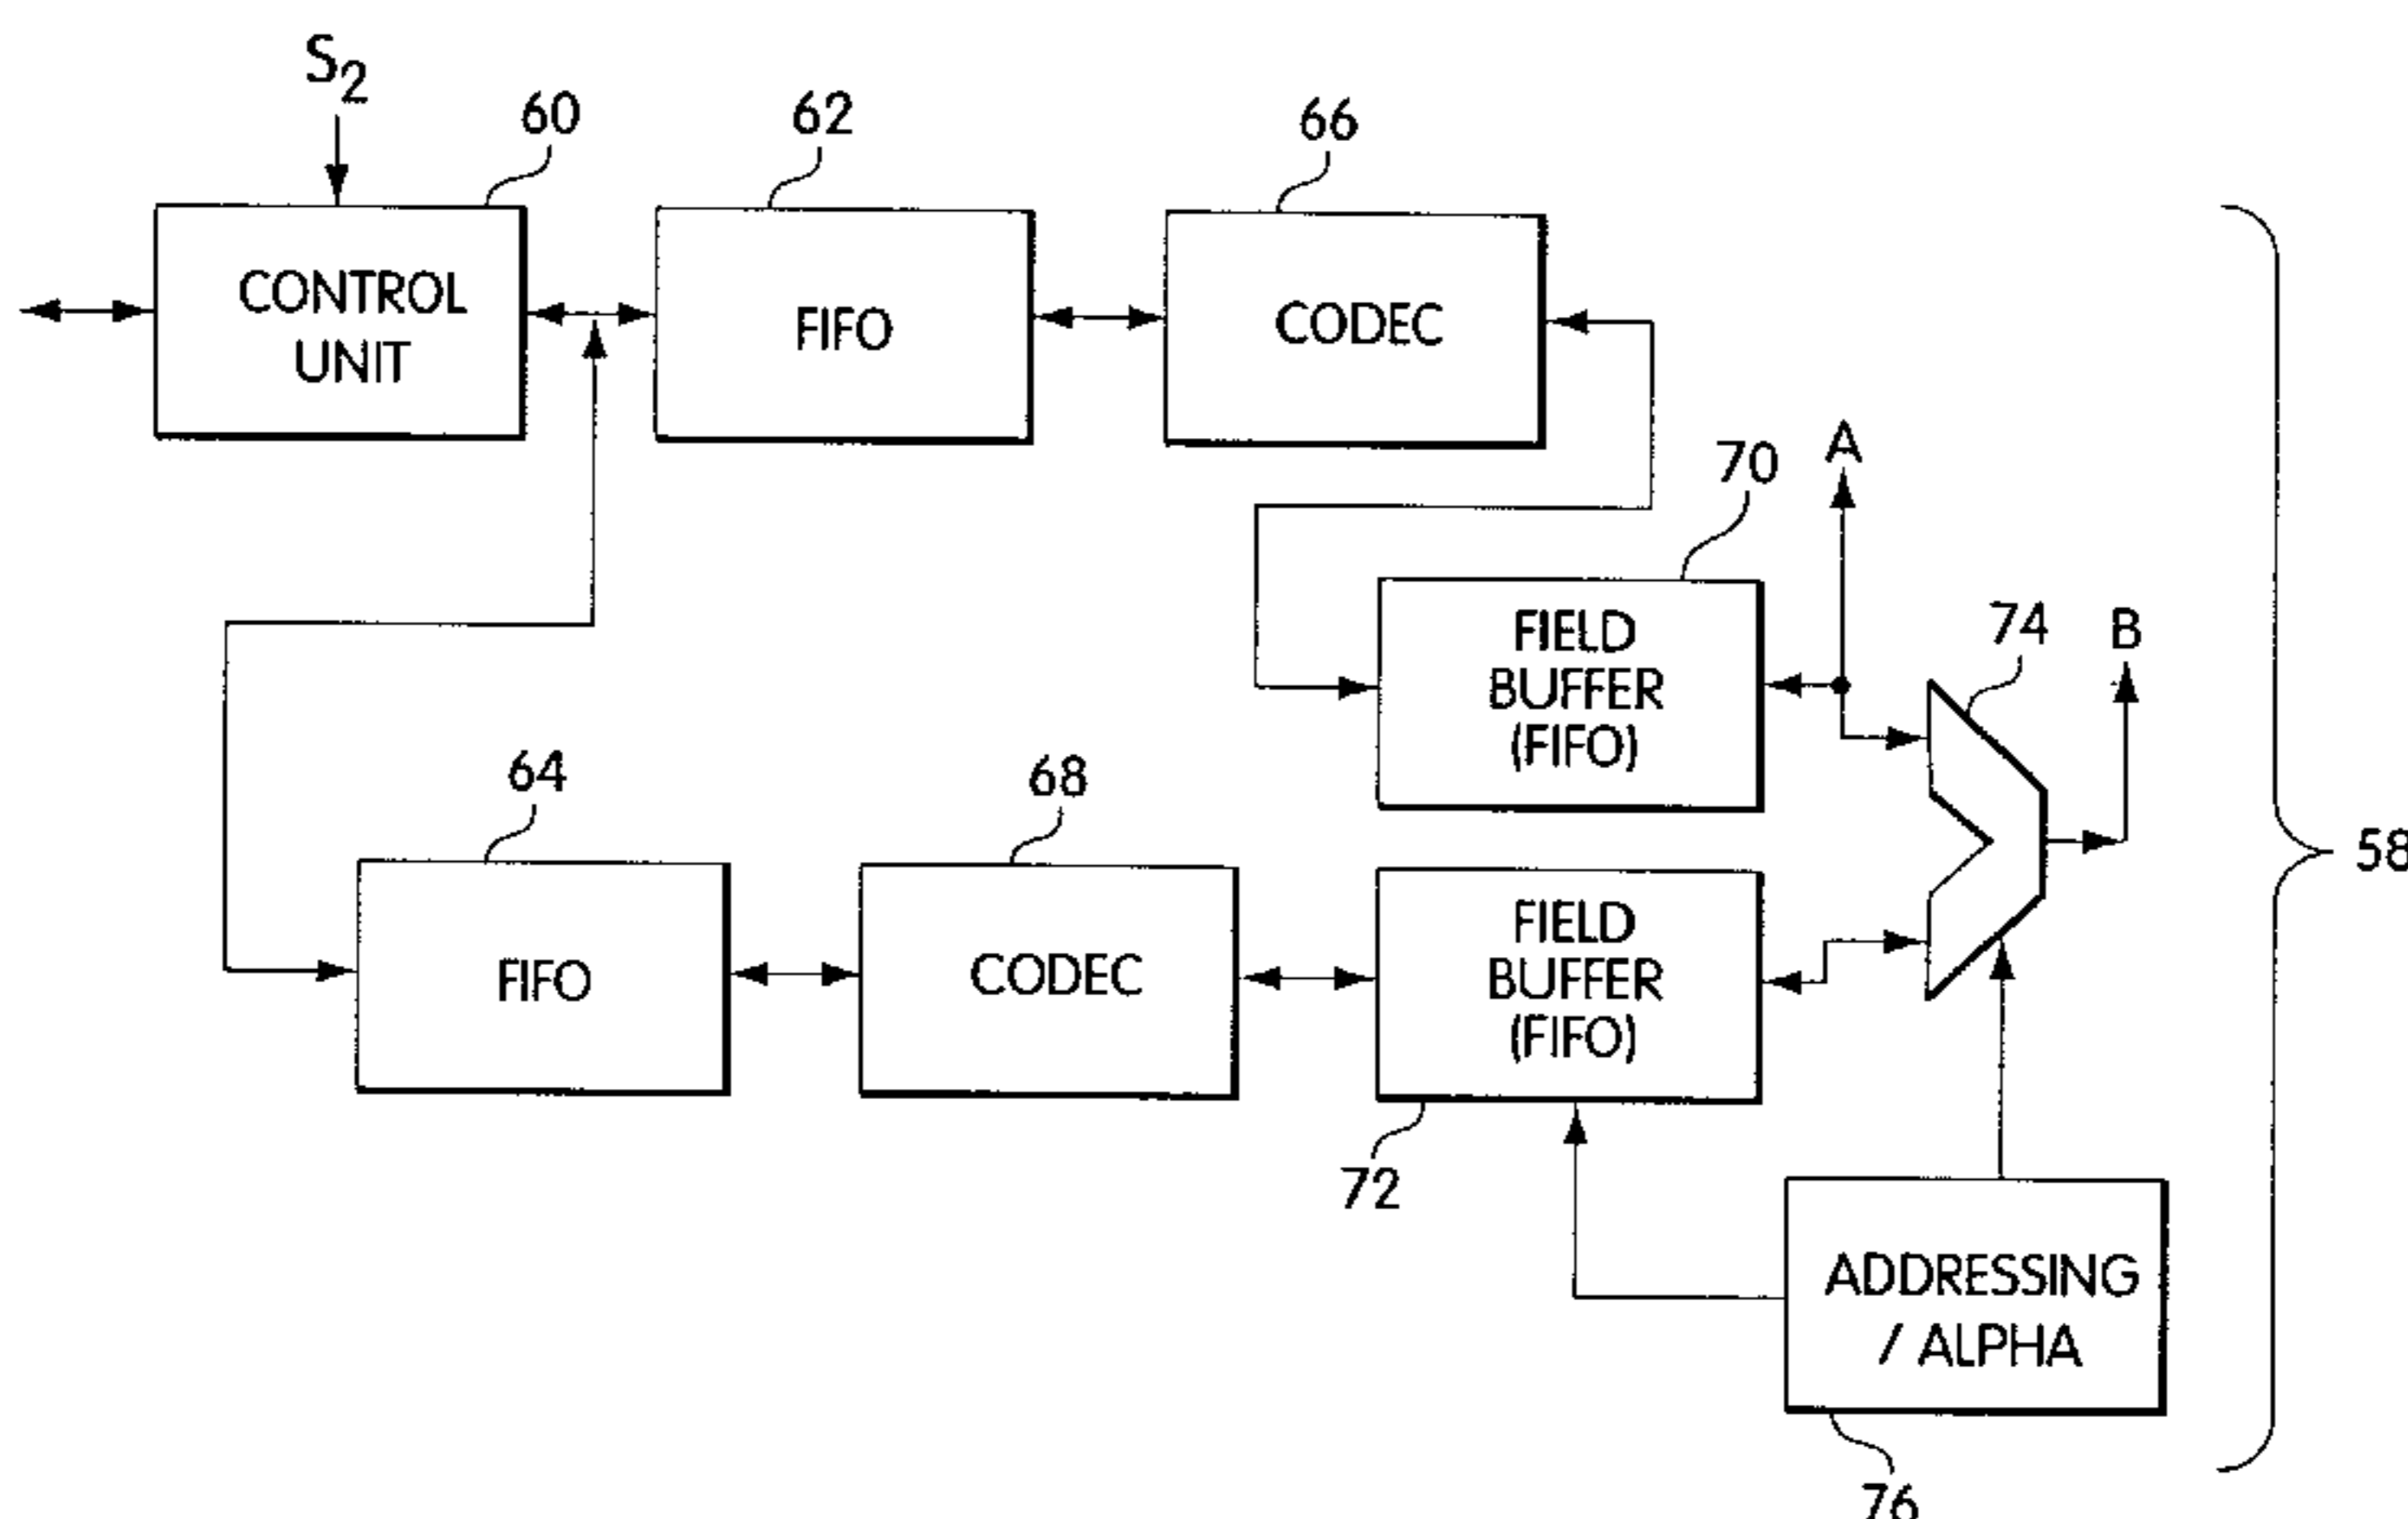 S2
60
62
66
CONTROL
UNIT
FIFO
CODEC
70
A
FIELD
BUFFER
(FIFO)
74
B
64
68
FIFO
CODEC
FIELD
BUFFER
(FIFO)
58
72
ADDRESSING
/ ALPHA
76